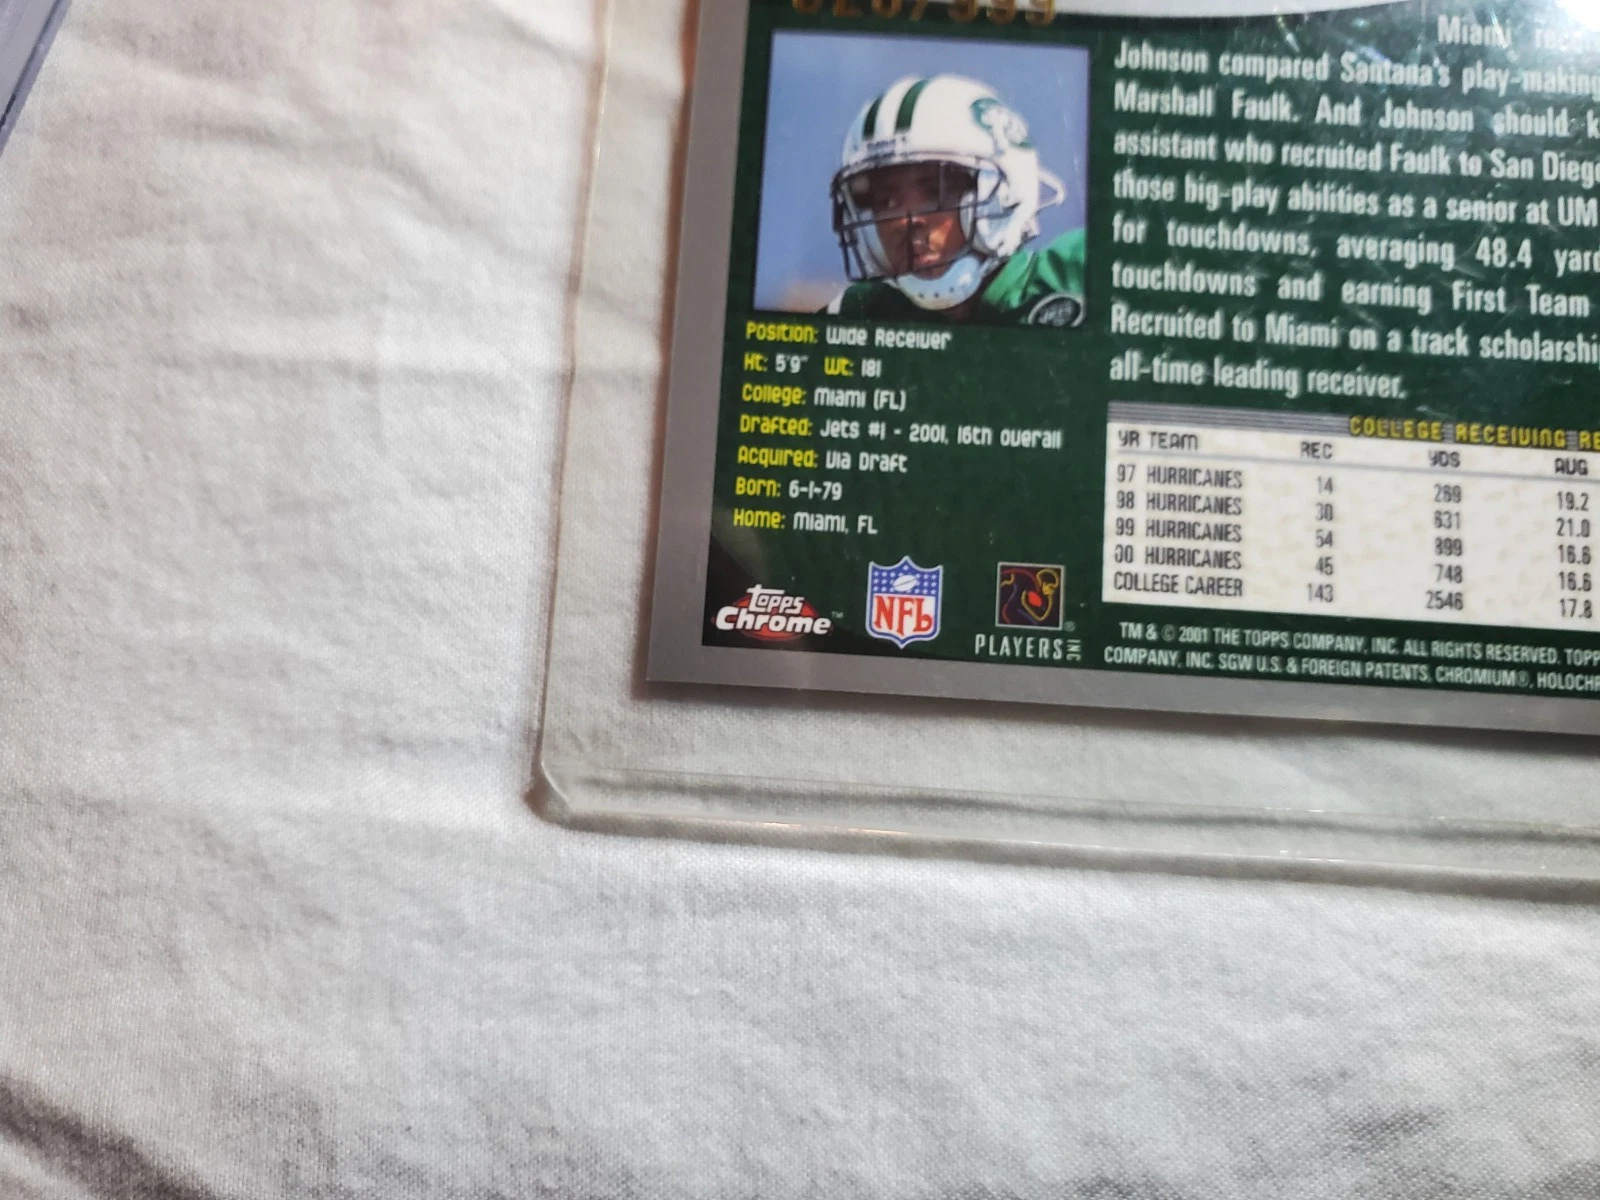 Miami
Johnson compared Santana's play-making
Marshall Faulk. And Johnson should
assistant who recruited Faulk to San Dieg
those big-play abilities as a senior at UM
for touchdowns, averaging 48.4 yar
touchdowns and earning First Team
Recruited to Miami on a track scholarshi
all-time leading receiver.
Position: Wide Receiver
Ht: 5'9" Wt: 181
College: Miami (FL)
Drafted: Jets #1 - 2001, 16th overall
Acquired: Via Draft
Born: 6-1-79
Home: Miami, FL
COLLEGE RECEIVING RE
YR TEAM REC YDS AVG
97 HURRICANES 14 269 19.2
98 HURRICANES 30 631 21.0
99 HURRICANES 54 899 16.6
00 HURRICANES 45 748 16.6
COLLEGE CAREER 143 2546 17.8
Topps
Chrome™
NFL
PLAYERS INC
TM & © 2001 THE TOPPS COMPANY, INC. ALL RIGHTS RESERVED. TOPP
COMPANY, INC. SGW U.S. & FOREIGN PATENTS, CHROMIUM®, HOLOCHR